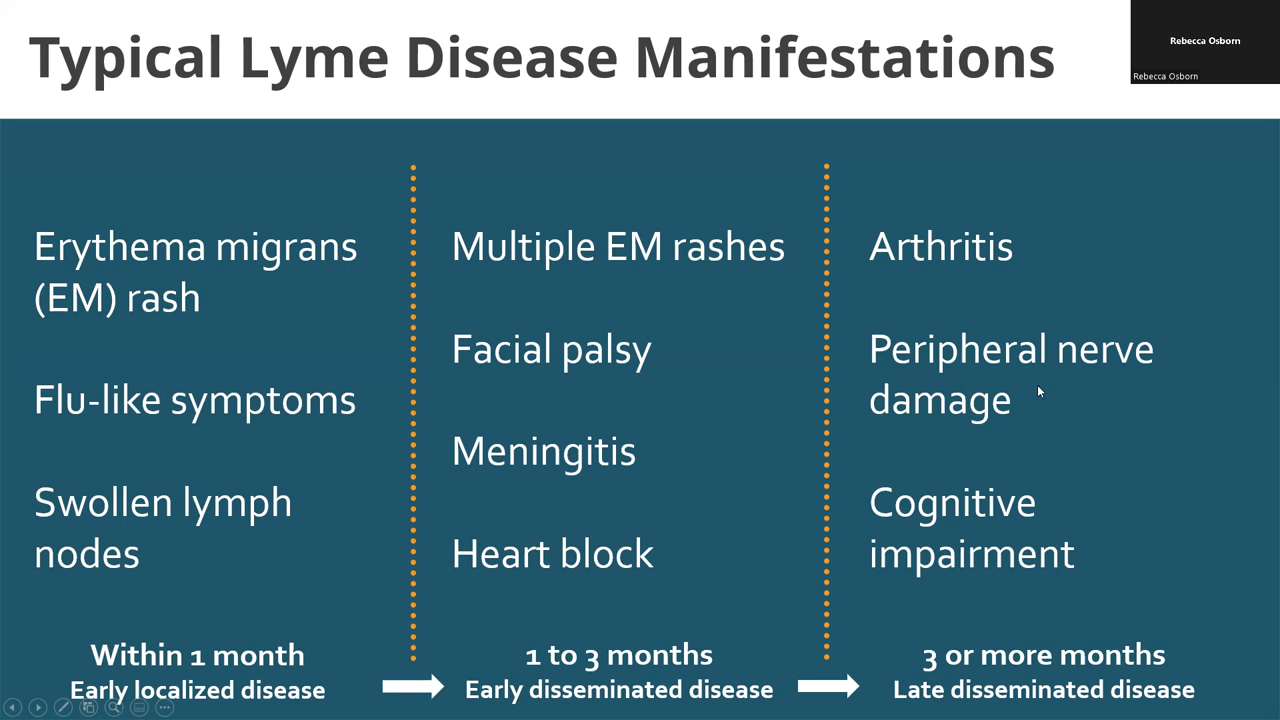 Typical Lyme Disease Manifestations
Rebecca Osborn
Rebecca Osborn
Erythema migrans
(EM) rash
Flu-like symptoms
Swollen lymph
nodes
Within 1 month
Early localized disease
Multiple EM rashes
Facial palsy
Meningitis
Heart block
1 to 3 months
Early disseminated disease
Arthritis
Peripheral nerve
damage
Cognitive
impairment
3 or more months
Late disseminated disease